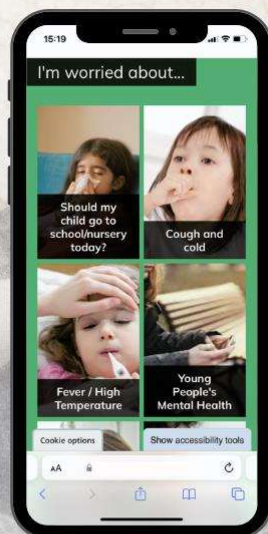 15:19
I'm worried about...
Should my
child go to
school/nursery
today?
Cough and
cold
Fever / High
Temperature
Young
People's
Mental Health
Cookie options
Show accessibility tools
AA